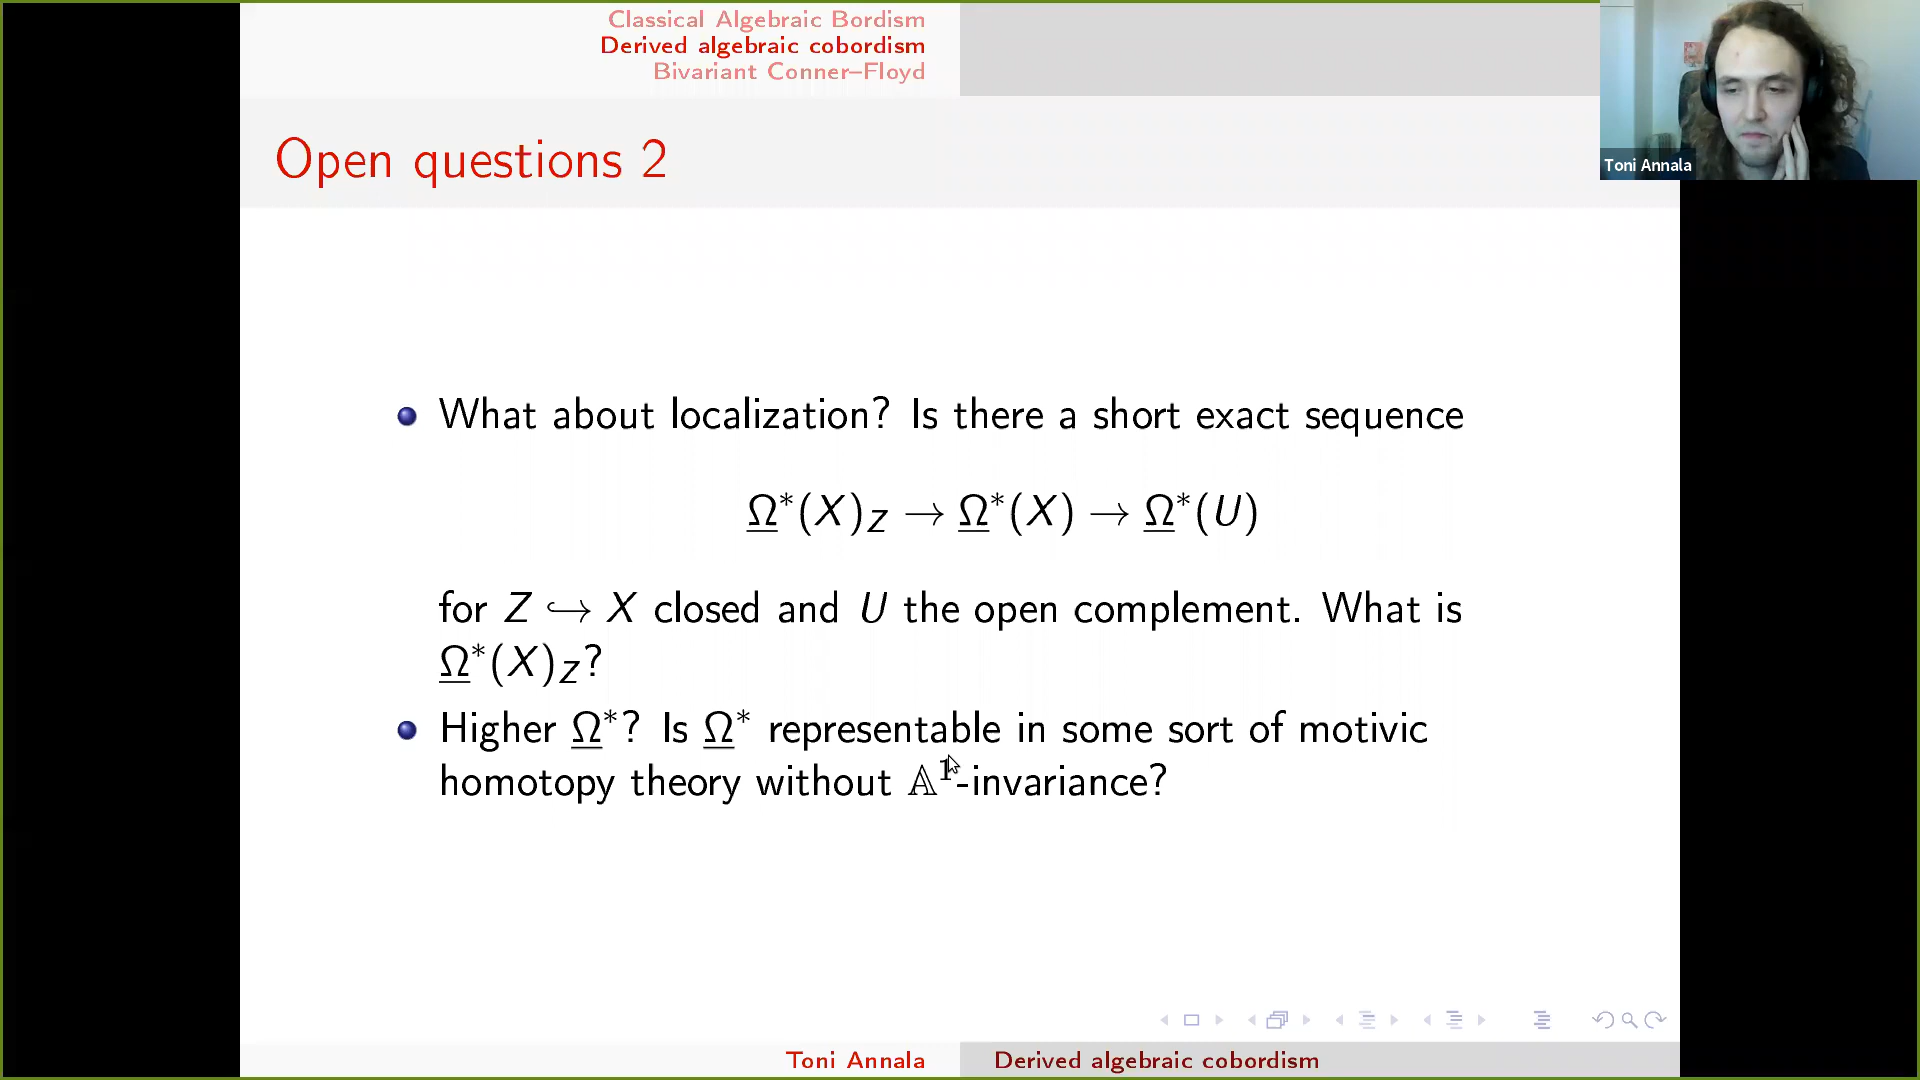 Classical Algebraic Bordism
Derived algebraic cobordism
Bivariant Conner–Floyd
Toni Annala
Open questions 2
What about localization? Is there a short exact sequence
Ω̲*(X)_Z → Ω̲*(X) → Ω̲*(U)
for Z ↪ X closed and U the open complement. What is
Ω̲*(X)_Z?
Higher Ω̲*? Is Ω̲* representable in some sort of motivic
homotopy theory without 𝔸¹-invariance?
Toni Annala
Derived algebraic cobordism